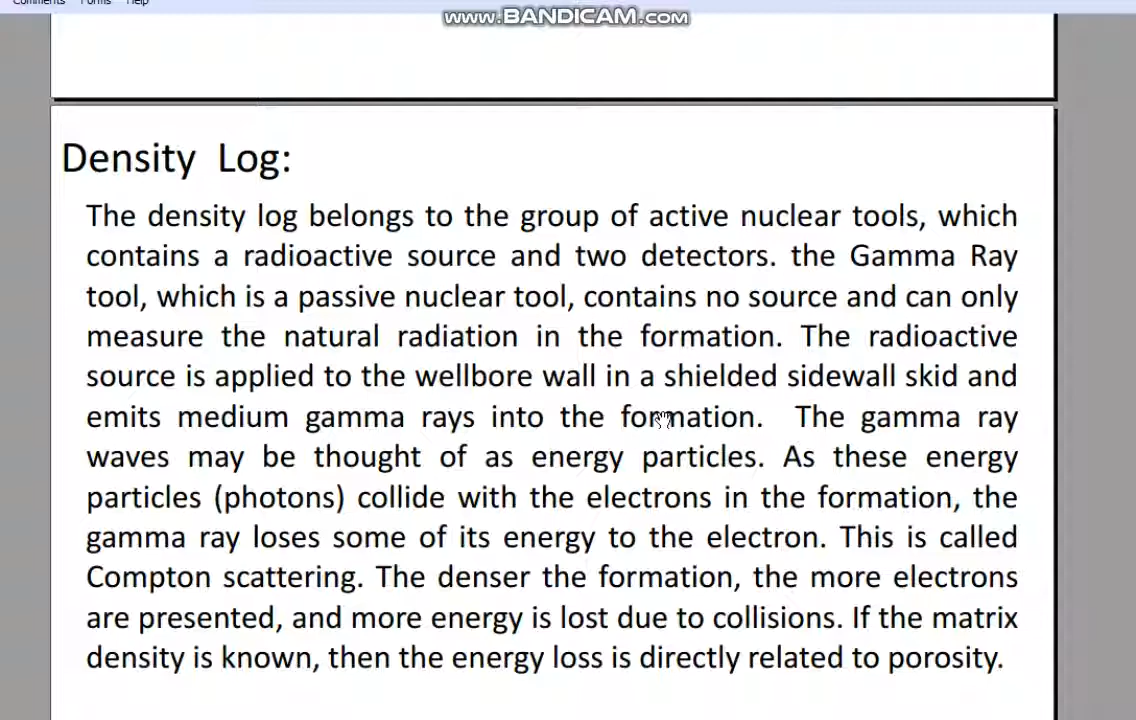 Comments Forms Help
www.BANDICAM.com
Density Log:
The density log belongs to the group of active nuclear tools, which
contains a radioactive source and two detectors. the Gamma Ray
tool, which is a passive nuclear tool, contains no source and can only
measure the natural radiation in the formation. The radioactive
source is applied to the wellbore wall in a shielded sidewall skid and
emits medium gamma rays into the formation. The gamma ray
waves may be thought of as energy particles. As these energy
particles (photons) collide with the electrons in the formation, the
gamma ray loses some of its energy to the electron. This is called
Compton scattering. The denser the formation, the more electrons
are presented, and more energy is lost due to collisions. If the matrix
density is known, then the energy loss is directly related to porosity.